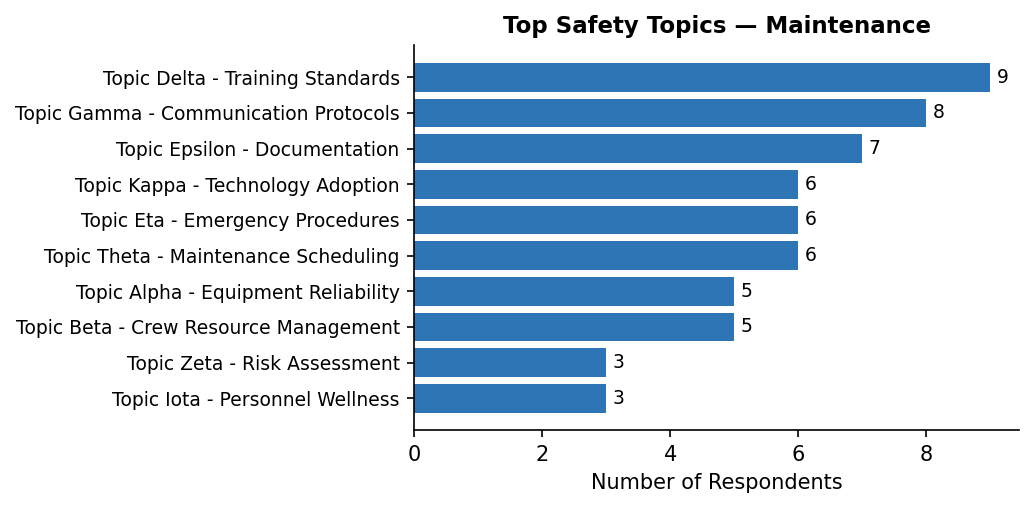 Top Safety Topics — Maintenance
Topic Delta - Training Standards 9
Topic Gamma - Communication Protocols 8
Topic Epsilon - Documentation 7
Topic Kappa - Technology Adoption 6
Topic Eta - Emergency Procedures 6
Topic Theta - Maintenance Scheduling 6
Topic Alpha - Equipment Reliability 5
Topic Beta - Crew Resource Management 5
Topic Zeta - Risk Assessment 3
Topic Iota - Personnel Wellness 3
0 2 4 6 8
Number of Respondents